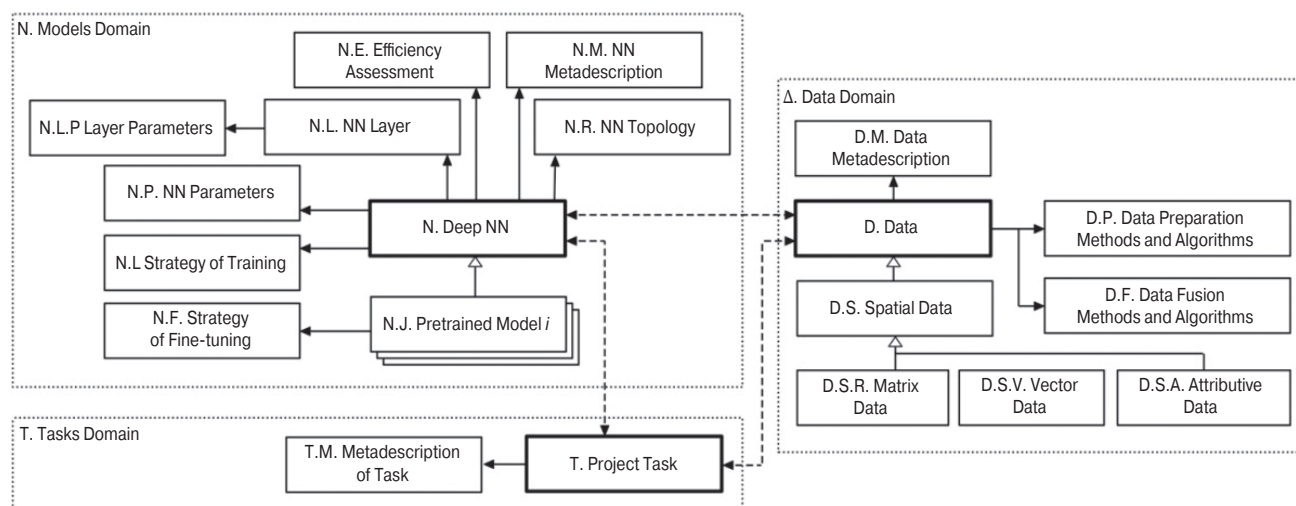 N. Models Domain
N.E. Efficiency
Assessment
N.M. NN
Metadescription
N.L.P Layer Parameters
N.L. NN Layer
N.R. NN Topology
N.P. NN Parameters
N. Deep NN
N.L Strategy of Training
N.F. Strategy
of Fine-tuning
N.J. Pretrained Model i
Δ. Data Domain
D.M. Data
Metadescription
D. Data
D.P. Data Preparation
Methods and Algorithms
D.S. Spatial Data
D.F. Data Fusion
Methods and Algorithms
D.S.R. Matrix
Data
D.S.V. Vector
Data
D.S.A. Attributive
Data
T. Tasks Domain
T.M. Metadescription
of Task
T. Project Task